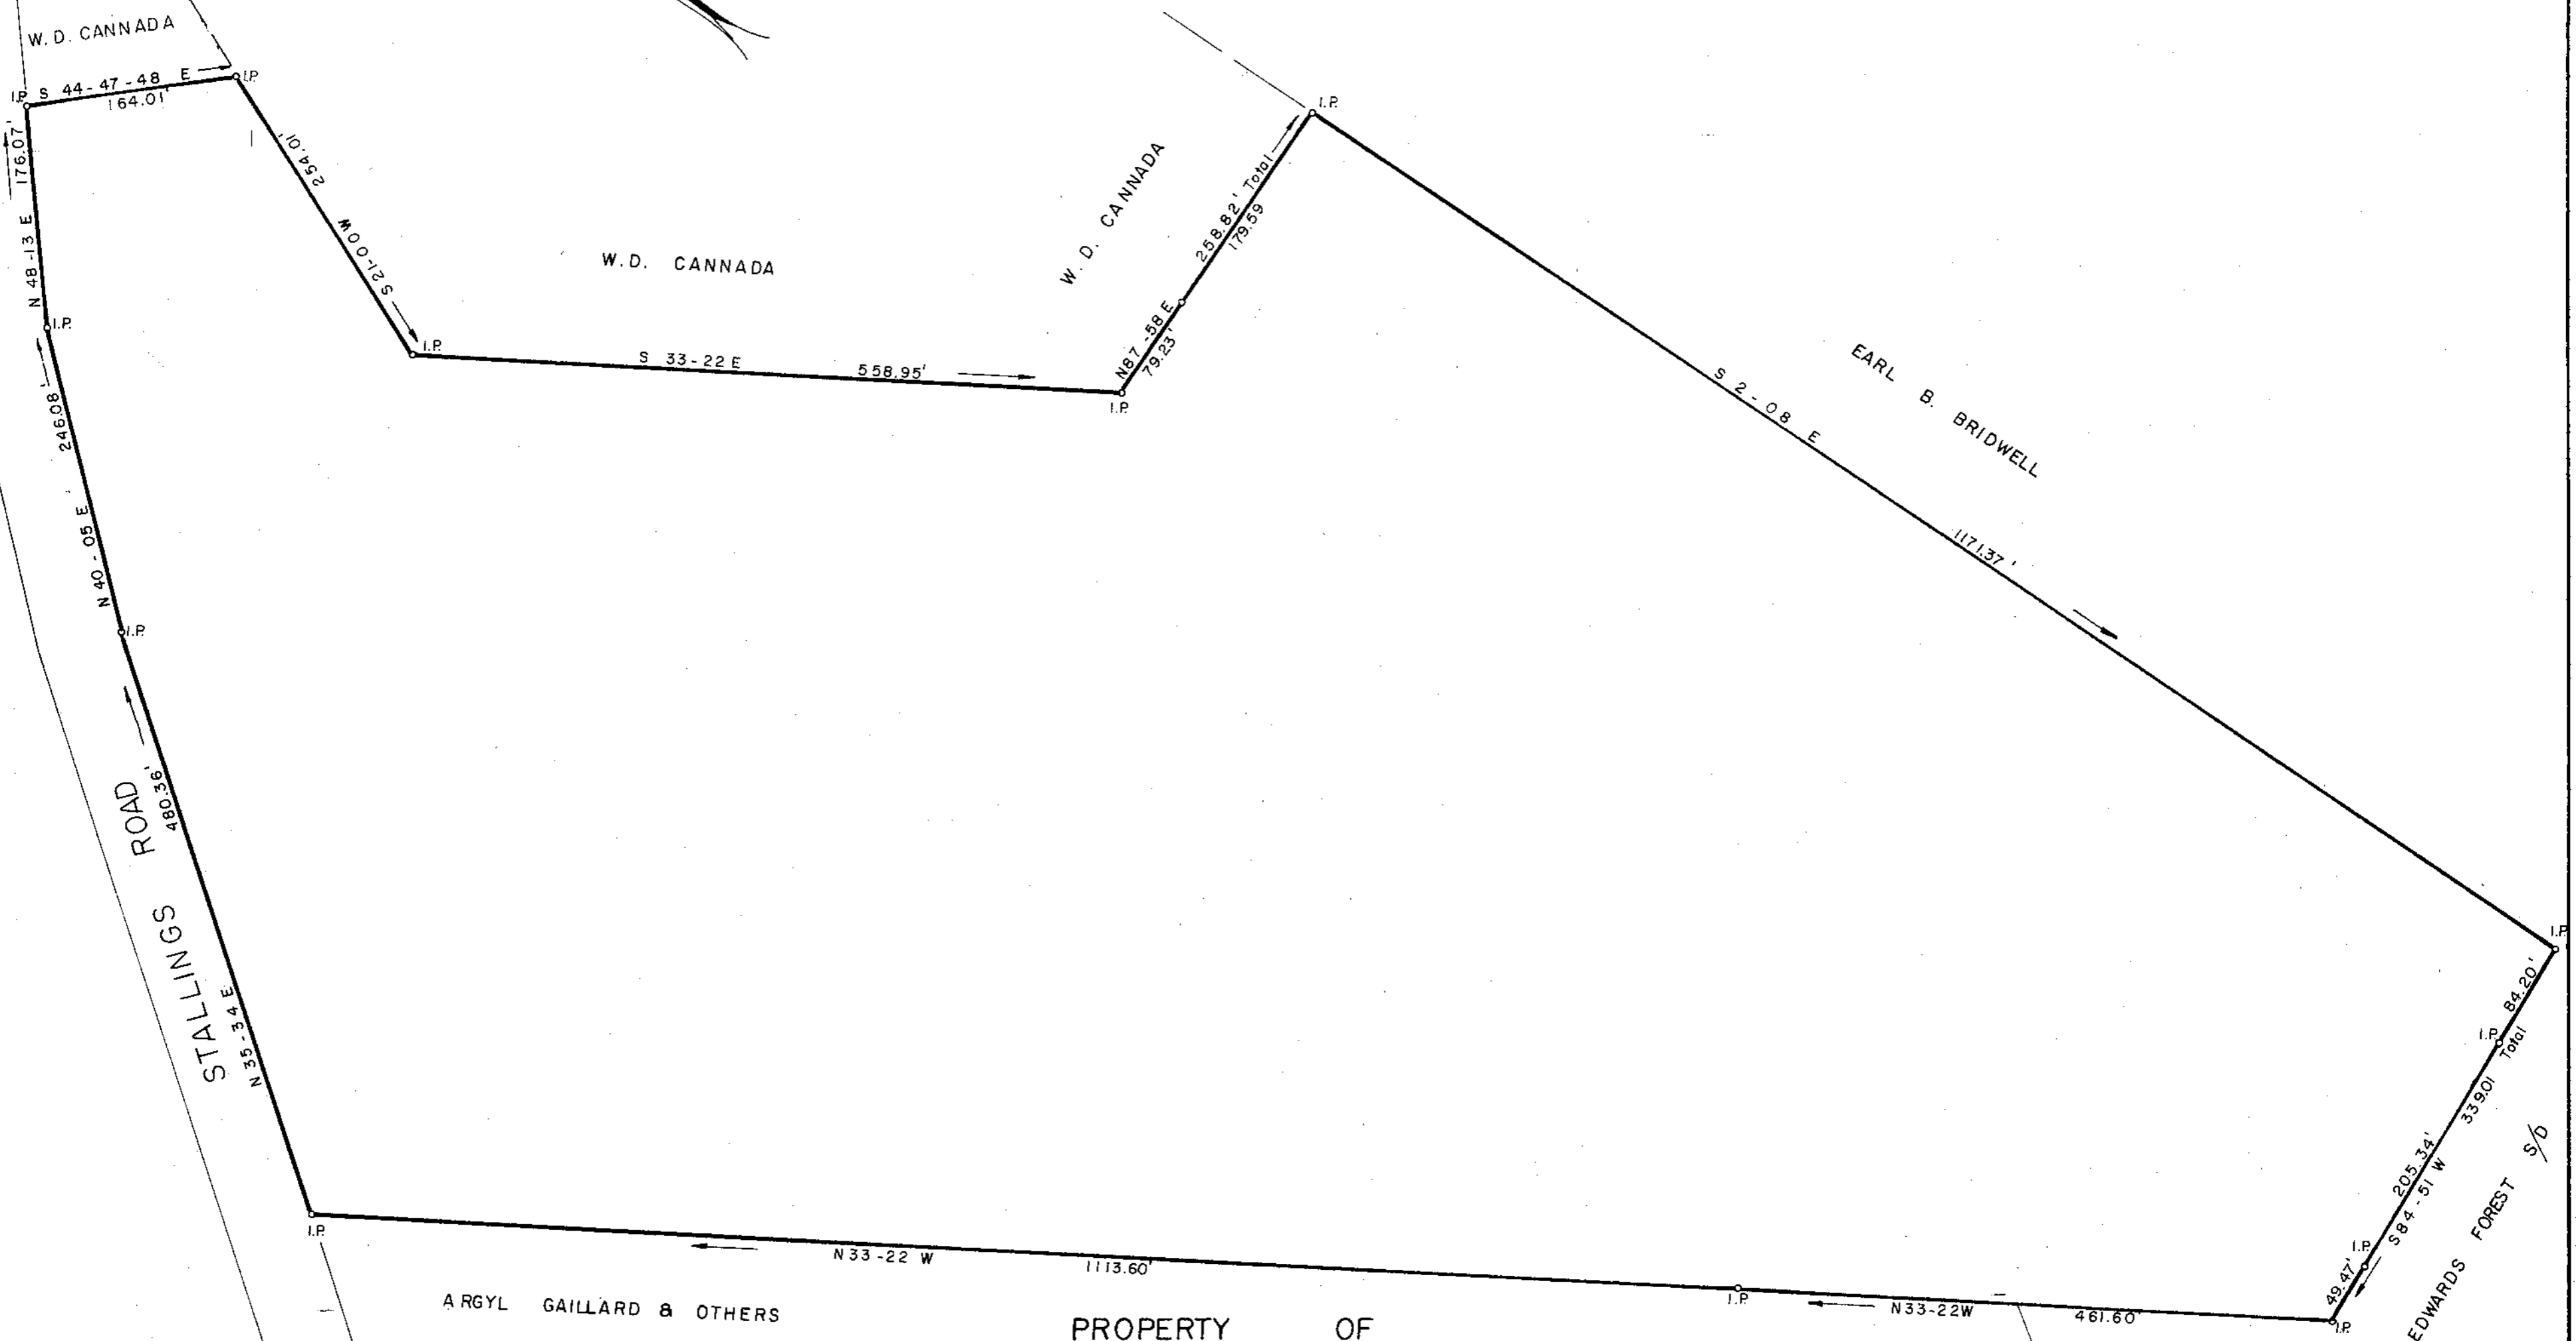 W. D. CANNADA
S 44-47-48 E
164.01'
I.P.
I.P.
176.07'
N 48-13 E
I.P.
254.01'
S 21-00 W
I.P.
W.D. CANNADA
S 33-22 E 558.95'
I.P.
W. D. CANNADA
N87-58 E
79.23'
258.82' Total
179.59
I.P.
S 2-08 E
1171.37'
EARL B. BRIDWELL
246.08'
N 40-05 E
I.P.
480.36'
N 35-34 E
STALLINGS ROAD
I.P.
I.P.
84.20'
I.P.
339.01 Total
205.34'
S 84-51 W
I.P.
49.47'
I.P.
EDWARDS FOREST S/D
N 33-22 W
1113.60'
I.P.
N33-22W
461.60'
ARGYL GAILLARD & OTHERS
PROPERTY OF